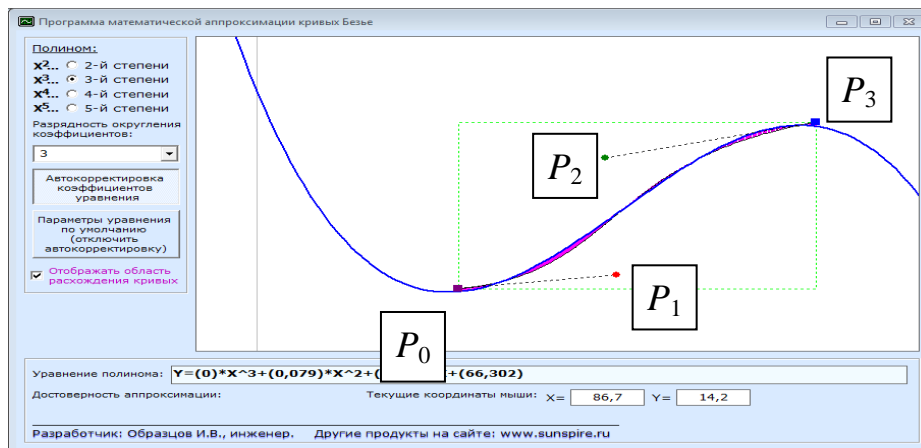 Программа математической аппроксимации кривых Безье
Полином:
X²... 2-й степени
X³... 3-й степени
X⁴... 4-й степени
X⁵... 5-й степени
Разрядность округления
коэффициентов:
3
Автокорректировка
коэффициентов
уравнения
Параметры уравнения
по умолчанию
(отключить
автокорректировку)
Отображать область
расхождения кривых
P₃
P₂
P₁
P₀
Уравнение полинома: Y=(0)*X^3+(0,079)*X^2+( +(66,302)
Достоверность аппроксимации: Текущие координаты мыши: X= 86,7 Y= 14,2
Разработчик: Образцов И.В., инженер. Другие продукты на сайте: www.sunspire.ru